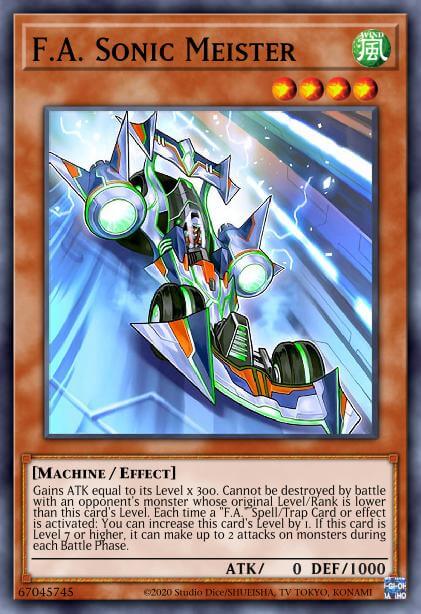 F.A. Sonic Meister
WIND
風
[Machine / Effect]
Gains ATK equal to its Level x 300. Cannot be destroyed by battle
with an opponent's monster whose original Level/Rank is lower
than this card's Level. Each time a "F.A." Spell/Trap Card or effect
is activated: You can increase this card's Level by 1. If this card is
Level 7 or higher, it can make up to 2 attacks on monsters during
each Battle Phase.
ATK/ 0 DEF/1000
67045745 ©2020 Studio Dice/SHUEISHA, TV TOKYO, KONAMI